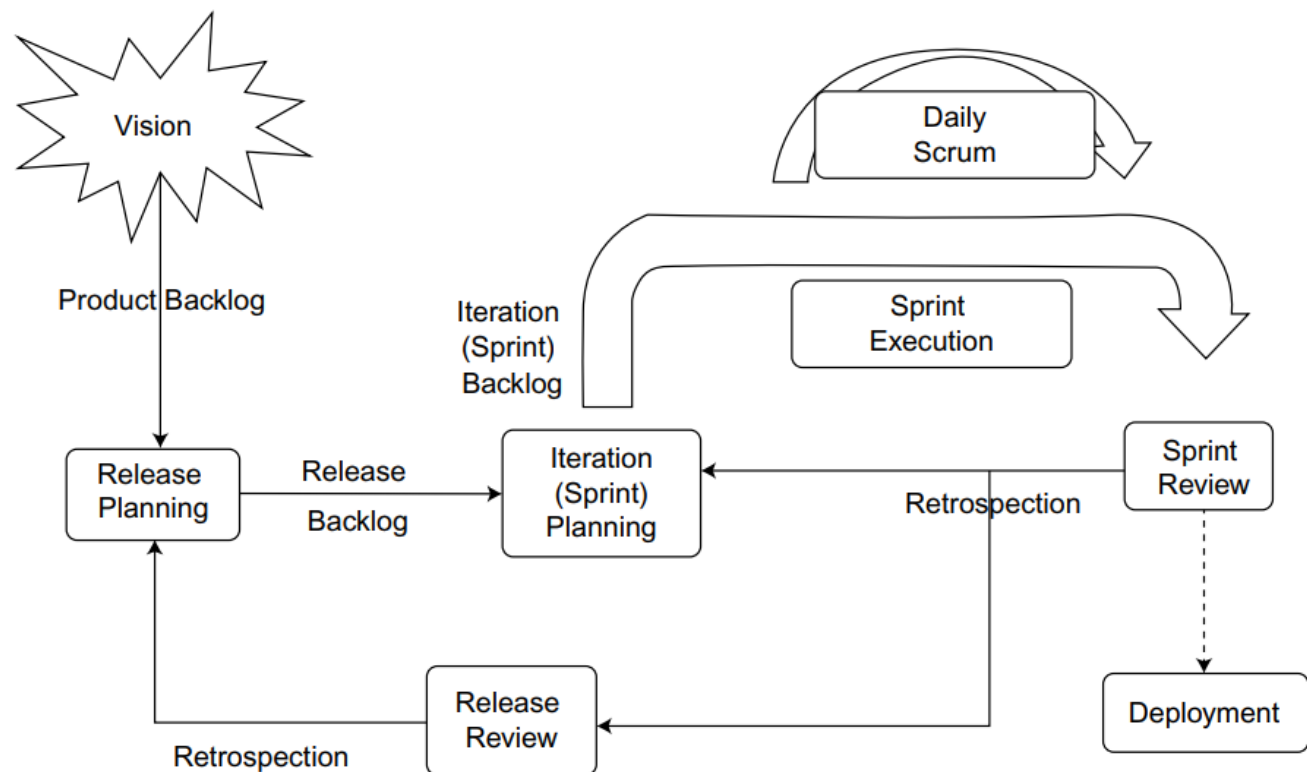 Vision
Daily
Scrum
Product Backlog
Iteration
(Sprint)
Backlog
Sprint
Execution
Release
Planning
Release
Backlog
Iteration
(Sprint)
Planning
Retrospection
Sprint
Review
Release
Review
Deployment
Retrospection